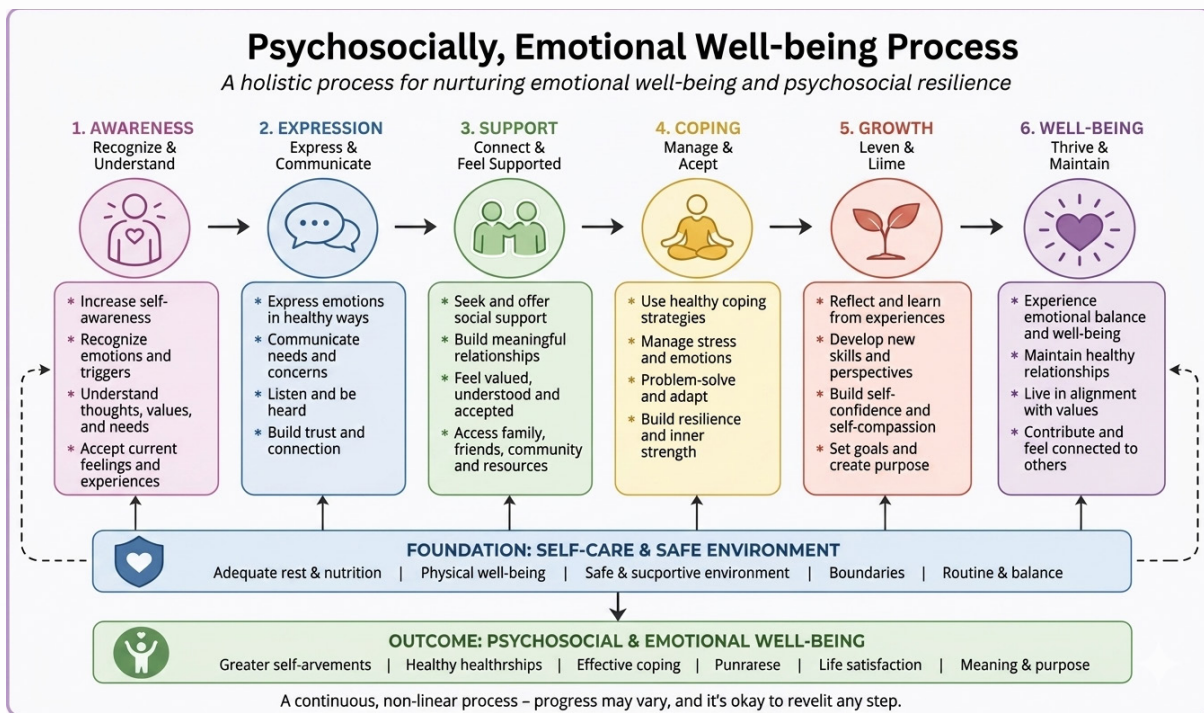 Psychosocially, Emotional Well-being Process
A holistic process for nurturing emotional well-being and psychosocial resilience
1. AWARENESS
Recognize &
Understand
2. EXPRESSION
Express &
Communicate
3. SUPPORT
Connect &
Feel Supported
4. COPING
Manage &
Acept
5. GROWTH
Leven &
Liime
6. WELL-BEING
Thrive &
Maintain
* Increase self-
awareness
* Recognize
emotions and
triggers
* Understand
thoughts, values,
and needs
* Accept current
feelings and
experiences
* Express emotions
in healthy ways
* Communicate
needs and
concerns
* Listen and be
heard
* Build trust and
connection
* Seek and offer
social support
* Build meaningful
relationships
* Feel valued,
understood and
accepted
* Access family,
friends, community
and resources
* Use healthy coping
strategies
* Manage stress
and emotions
* Problem-solve
and adapt
* Build resilience
and inner
strength
* Reflect and learn
from experiences
* Develop new
skills and
perspectives
* Build self-
confidence and
self-compassion
* Set goals and
create purpose
* Experience
emotional balance
and well-being
* Maintain healthy
relationships
* Live in alignment
with values
* Contribute and
feel connected to
others
FOUNDATION: SELF-CARE & SAFE ENVIRONMENT
Adequate rest & nutrition | Physical well-being | Safe & sucportive environment | Boundaries | Routine & balance
OUTCOME: PSYCHOSOCIAL & EMOTIONAL WELL-BEING
Greater self-arvements | Healthy healthrships | Effective coping | Punrarese | Life satisfaction | Meaning & purpose
A continuous, non-linear process – progress may vary, and it's okay to revelit any step.